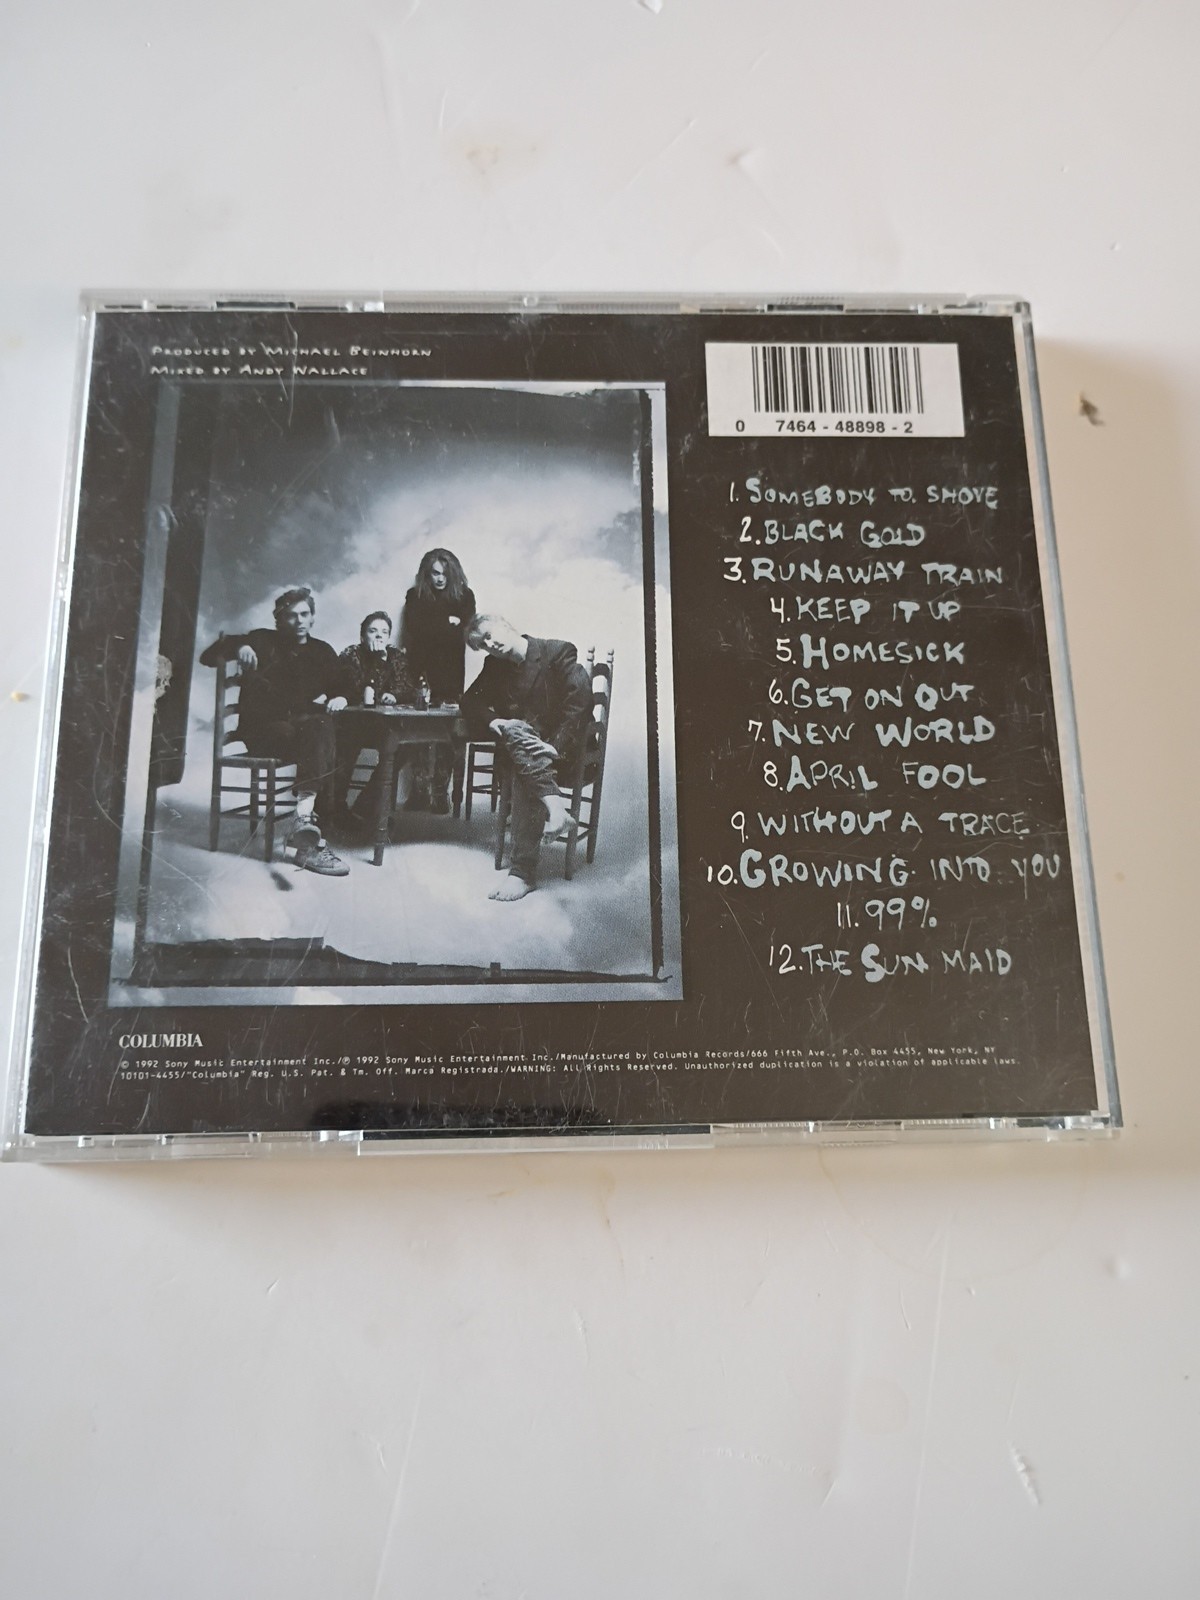 PRODUCED BY MICHAEL BEINHORN
MIXED BY ANDY WALLACE
0 7464 - 48898 - 2
1. SOMEBODY TO SHOVE
2. BLACK GOLD
3. RUNAWAY TRAIN
4. KEEP IT UP
5. HOMESICK
6. GET ON OUT
7. NEW WORLD
8. APRIL FOOL
9. WITHOUT A TRACE
10. GROWING INTO YOU
11. 99%
12. THE SUN MAID
COLUMBIA
© 1992 Sony Music Entertainment Inc./℗ 1992 Sony Music Entertainment Inc./Manufactured by Columbia Records/666 Fifth Ave., P.O. Box 4455, New York, NY
10101-4455/"Columbia" Reg. U.S. Pat. & Tm. Off. Marca Registrada./WARNING: All Rights Reserved. Unauthorized duplication is a violation of applicable laws.